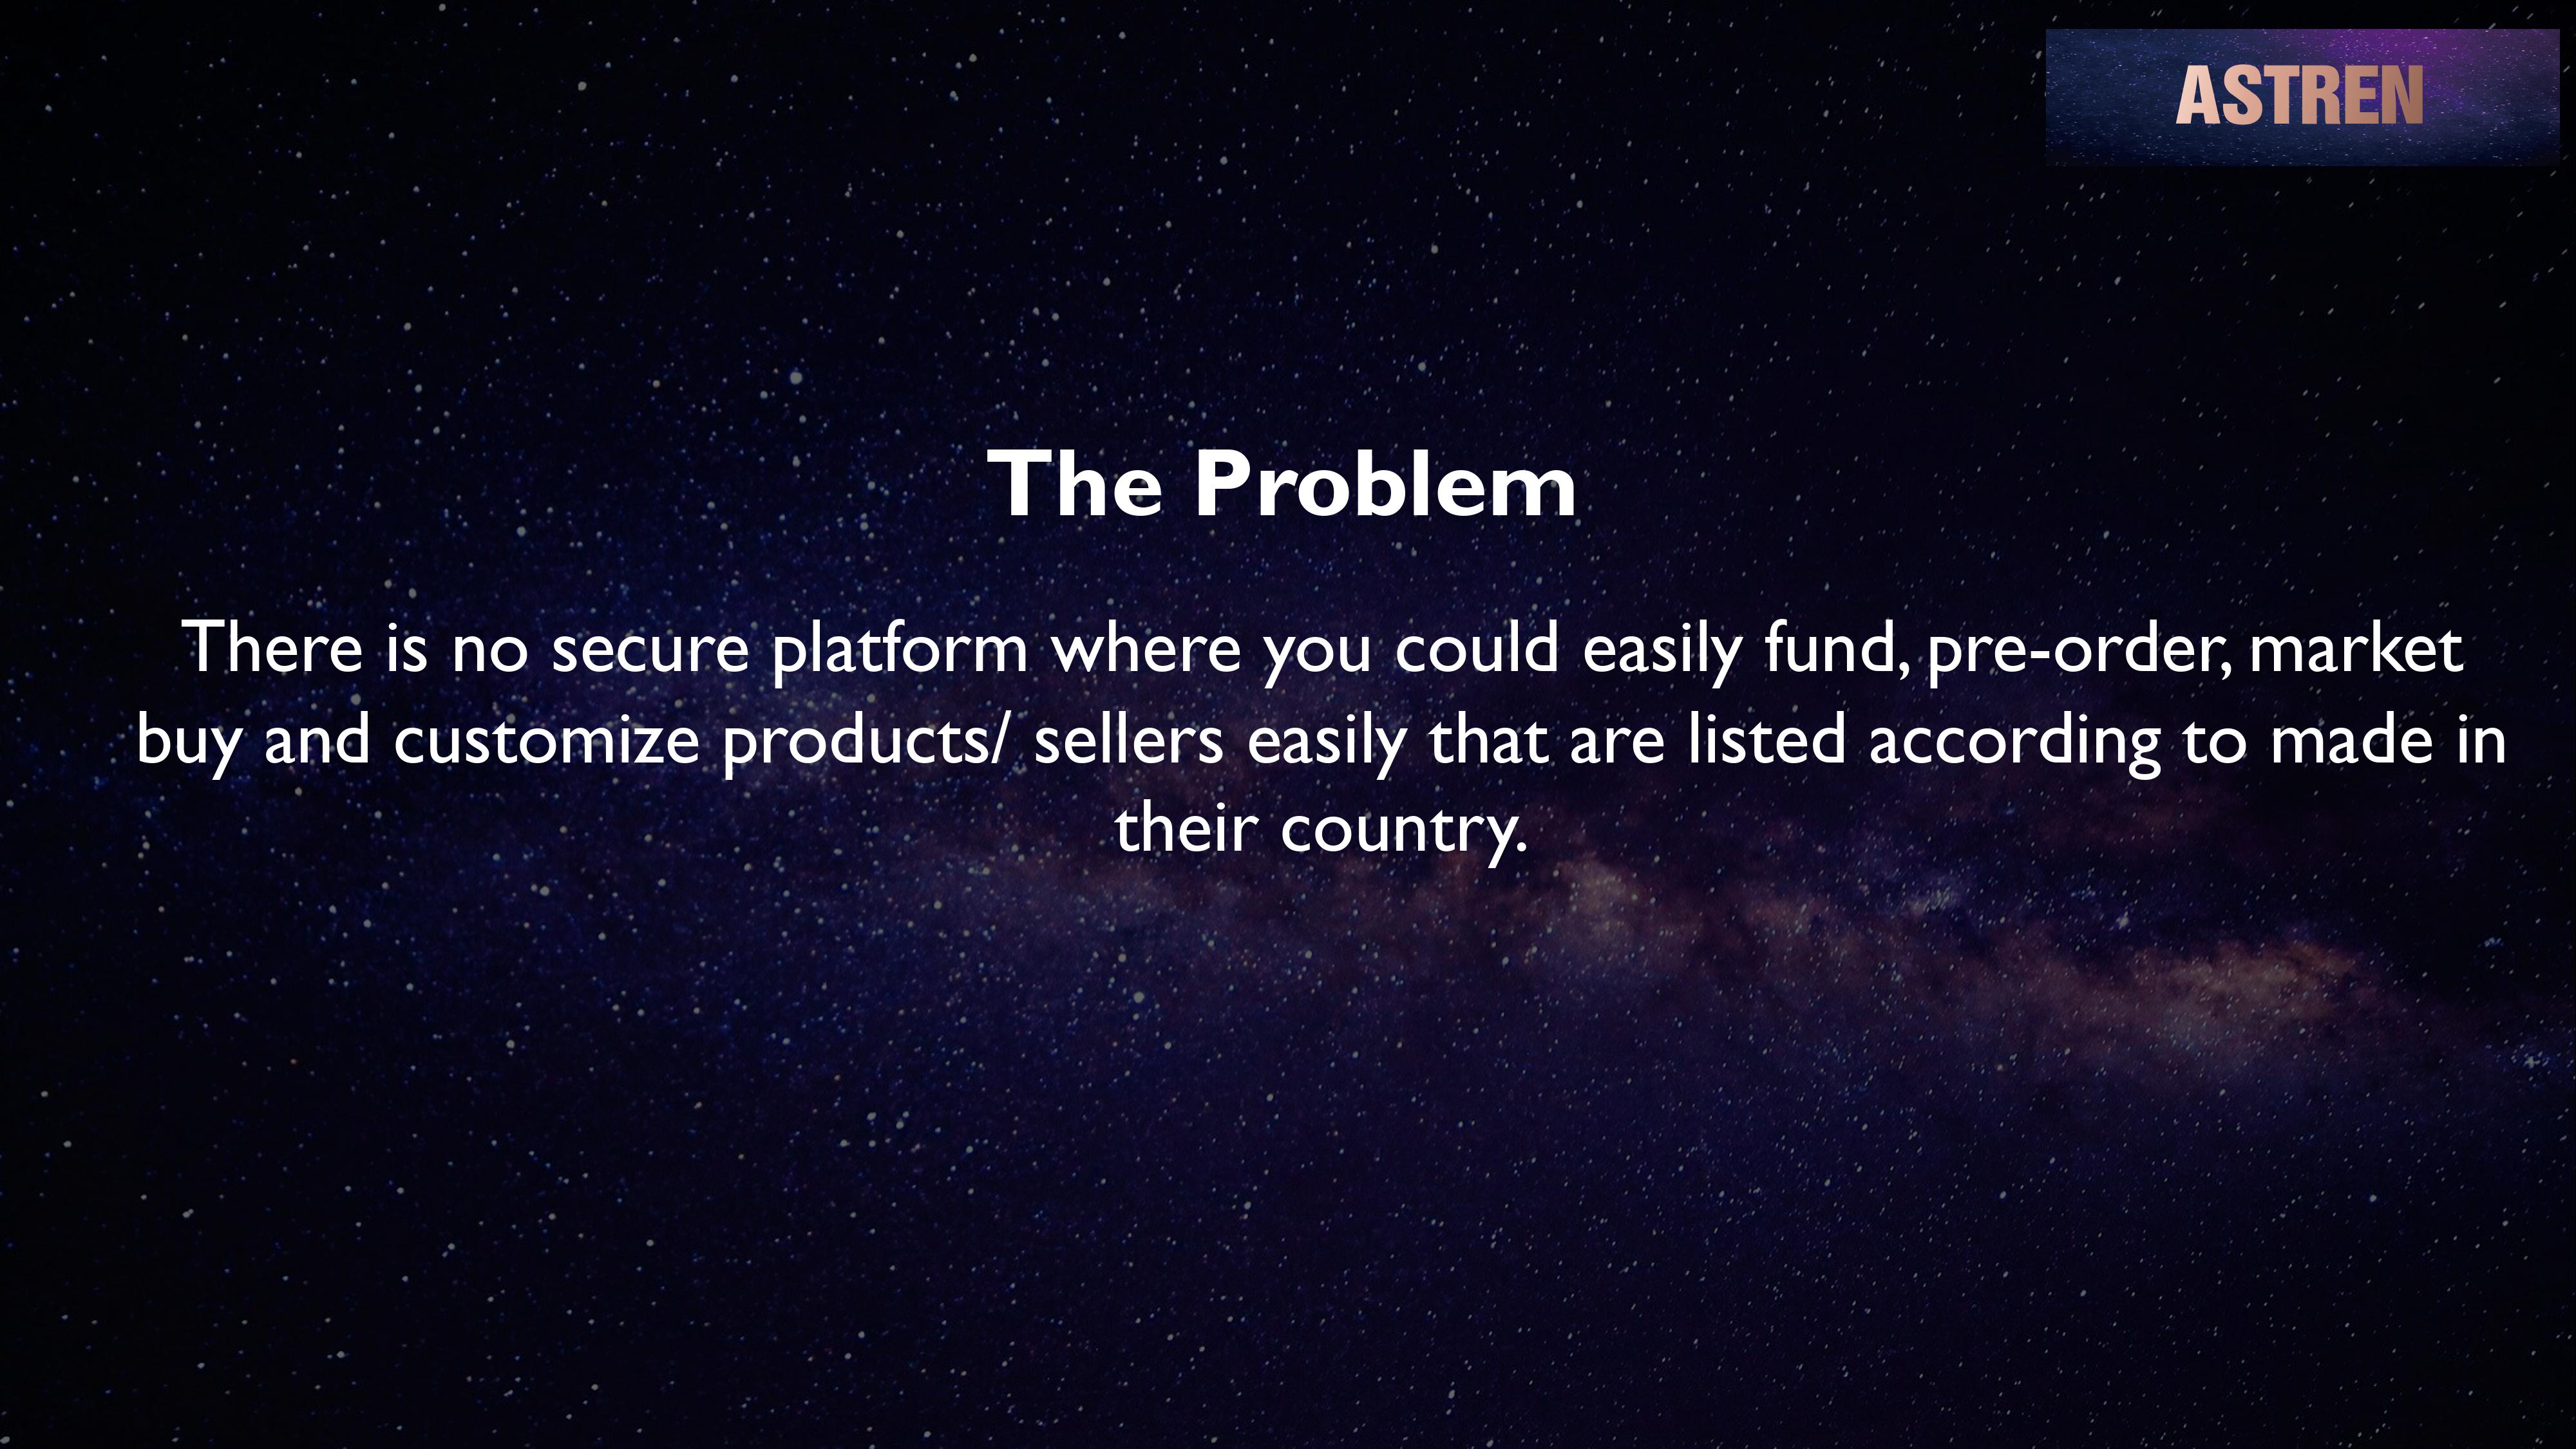 ASTREN
The Problem
There is no secure platform where you could easily fund, pre-order, market
buy and customize products/ sellers easily that are listed according to made in
their country.